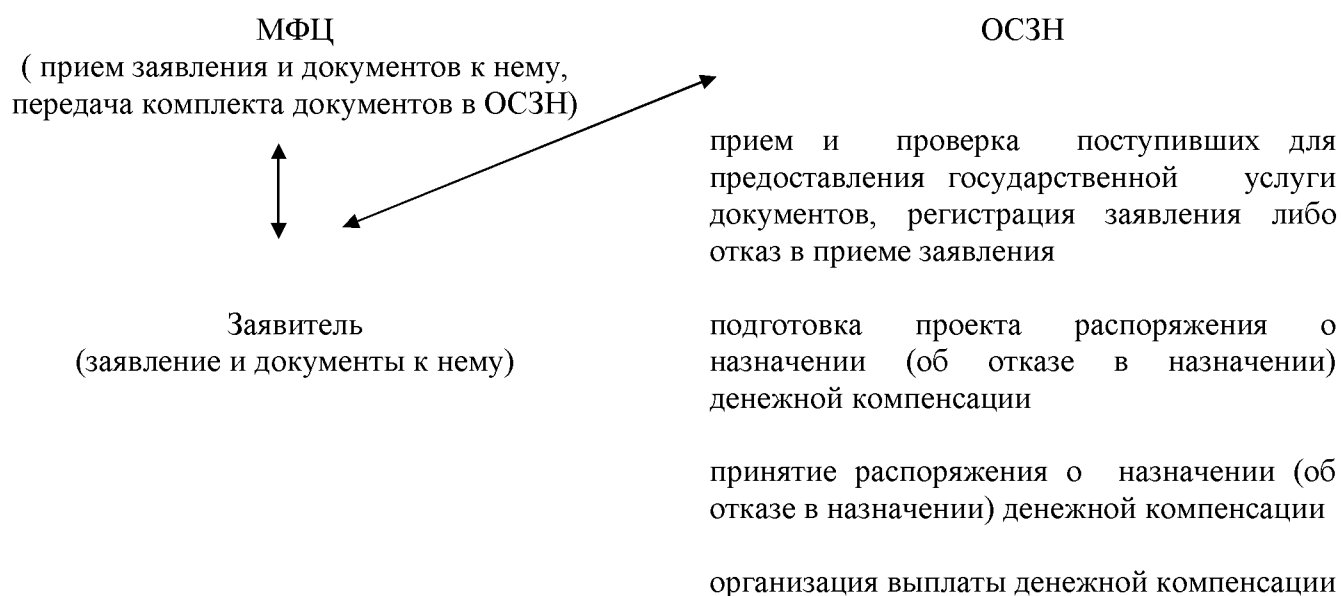 МФЦ
( прием заявления и документов к нему,
передача комплекта документов в ОСЗН)
Заявитель
(заявление и документы к нему)
ОСЗН
прием и проверка поступивших для
предоставления государственной услуги
документов, регистрация заявления либо
отказ в приеме заявления
подготовка проекта распоряжения о
назначении (об отказе в назначении)
денежной компенсации
принятие распоряжения о назначении (об
отказе в назначении) денежной компенсации
организация выплаты денежной компенсации